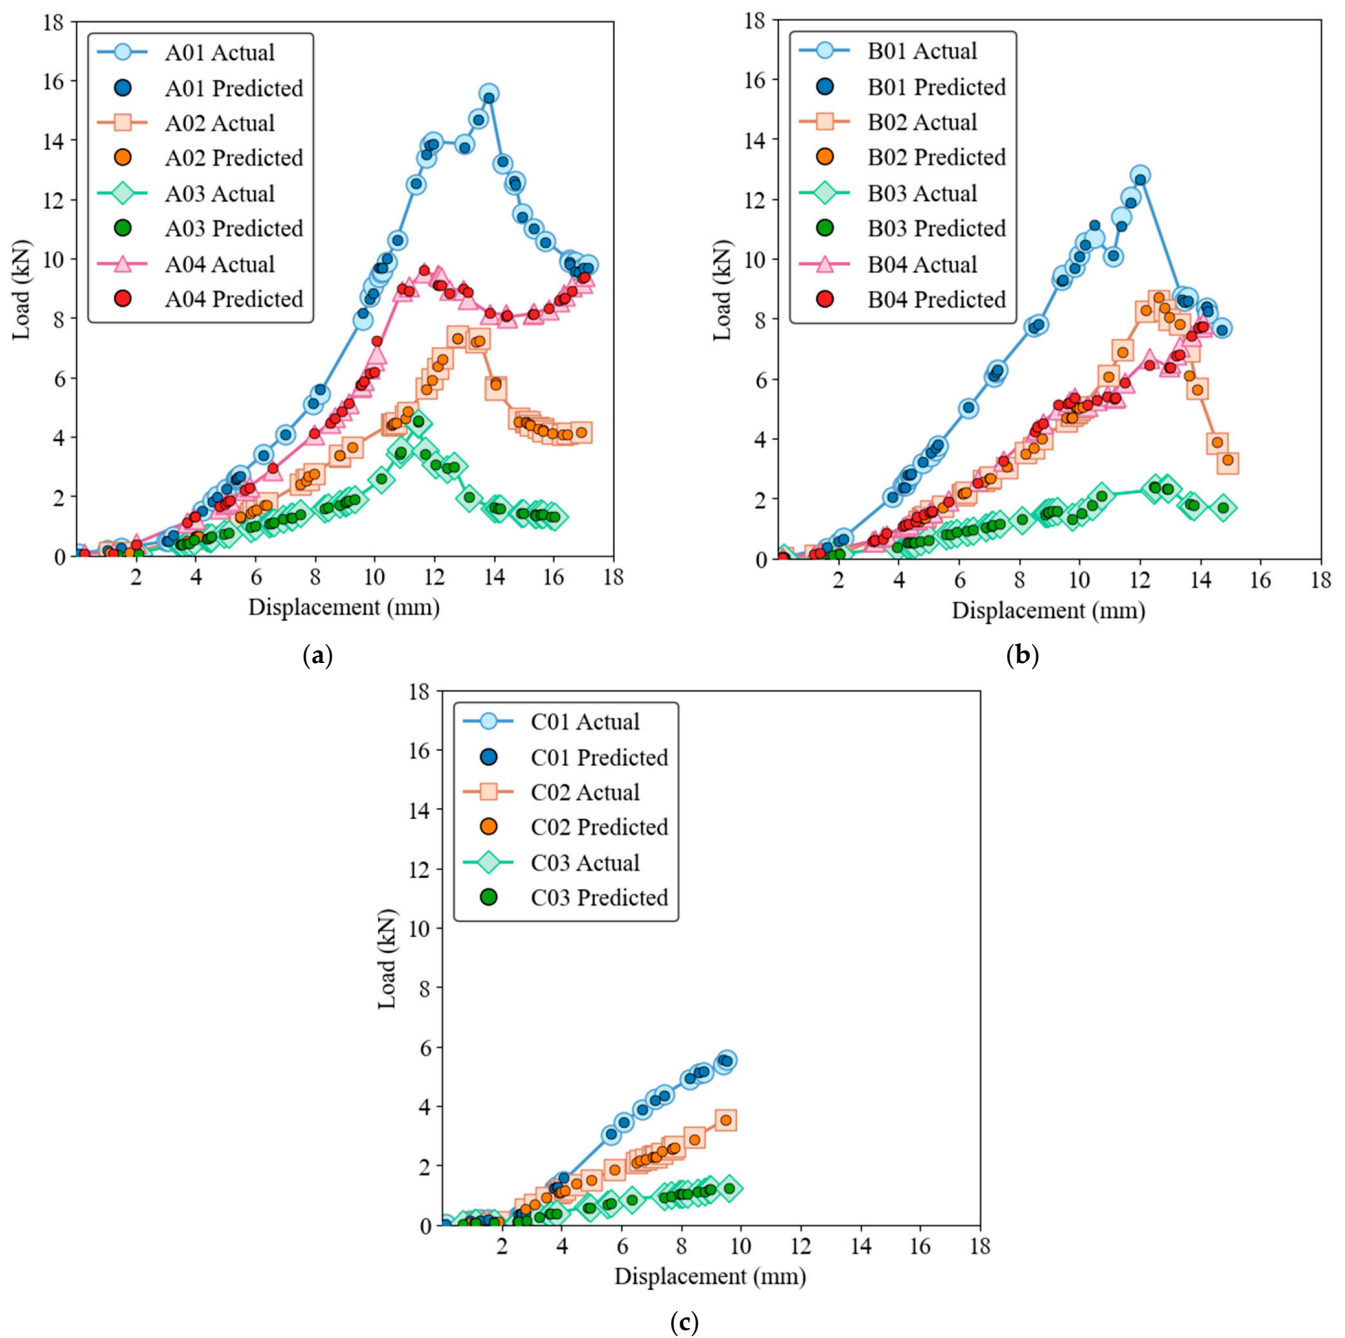 18
16
14
12
10
8
6
4
2
0
Load (kN)
A01 Actual
A01 Predicted
A02 Actual
A02 Predicted
A03 Actual
A03 Predicted
A04 Actual
A04 Predicted
2 4 6 8 10 12 14 16 18
Displacement (mm)
(a)
18
16
14
12
10
8
6
4
2
0
Load (kN)
B01 Actual
B01 Predicted
B02 Actual
B02 Predicted
B03 Actual
B03 Predicted
B04 Actual
B04 Predicted
2 4 6 8 10 12 14 16 18
Displacement (mm)
(b)
18
16
14
12
10
8
6
4
2
0
Load (kN)
C01 Actual
C01 Predicted
C02 Actual
C02 Predicted
C03 Actual
C03 Predicted
2 4 6 8 10 12 14 16 18
Displacement (mm)
(c)